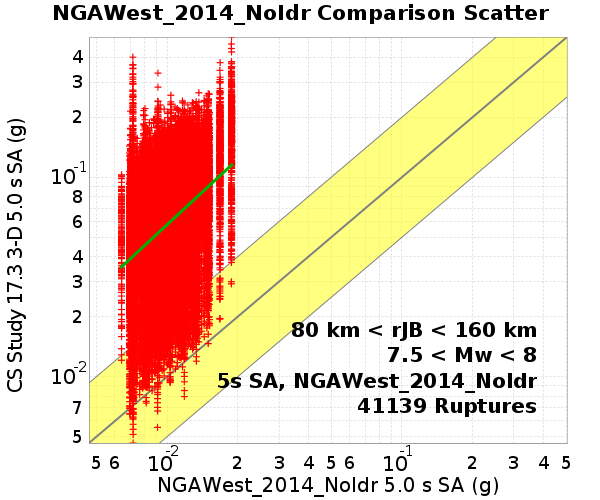 NGAWest_2014_NoIdr Comparison Scatter
CS Study 17.3 3-D 5.0 s SA (g)
4
3
2
10-1
8
6
4
3
2
10-2
7
5
80 km < rJB < 160 km
7.5 < Mw < 8
5s SA, NGAWest_2014_NoIdr
41139 Ruptures
5 6 10-2 2 3 4 5 6 10-1 2 3 4 5
NGAWest_2014_NoIdr 5.0 s SA (g)